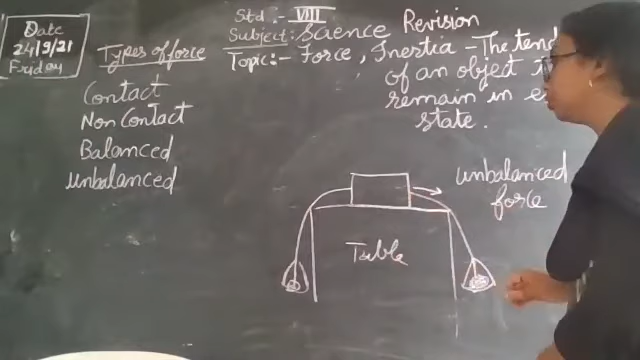 Date
24/9/21
Friday
Std :- VIII
Subject: Science Revision
Topic:- Force, Inertia - The tend
of an object
remain in
state.
Types of force
Contact
Non Contact
Balanced
Unbalanced
unbalanced
force
Table